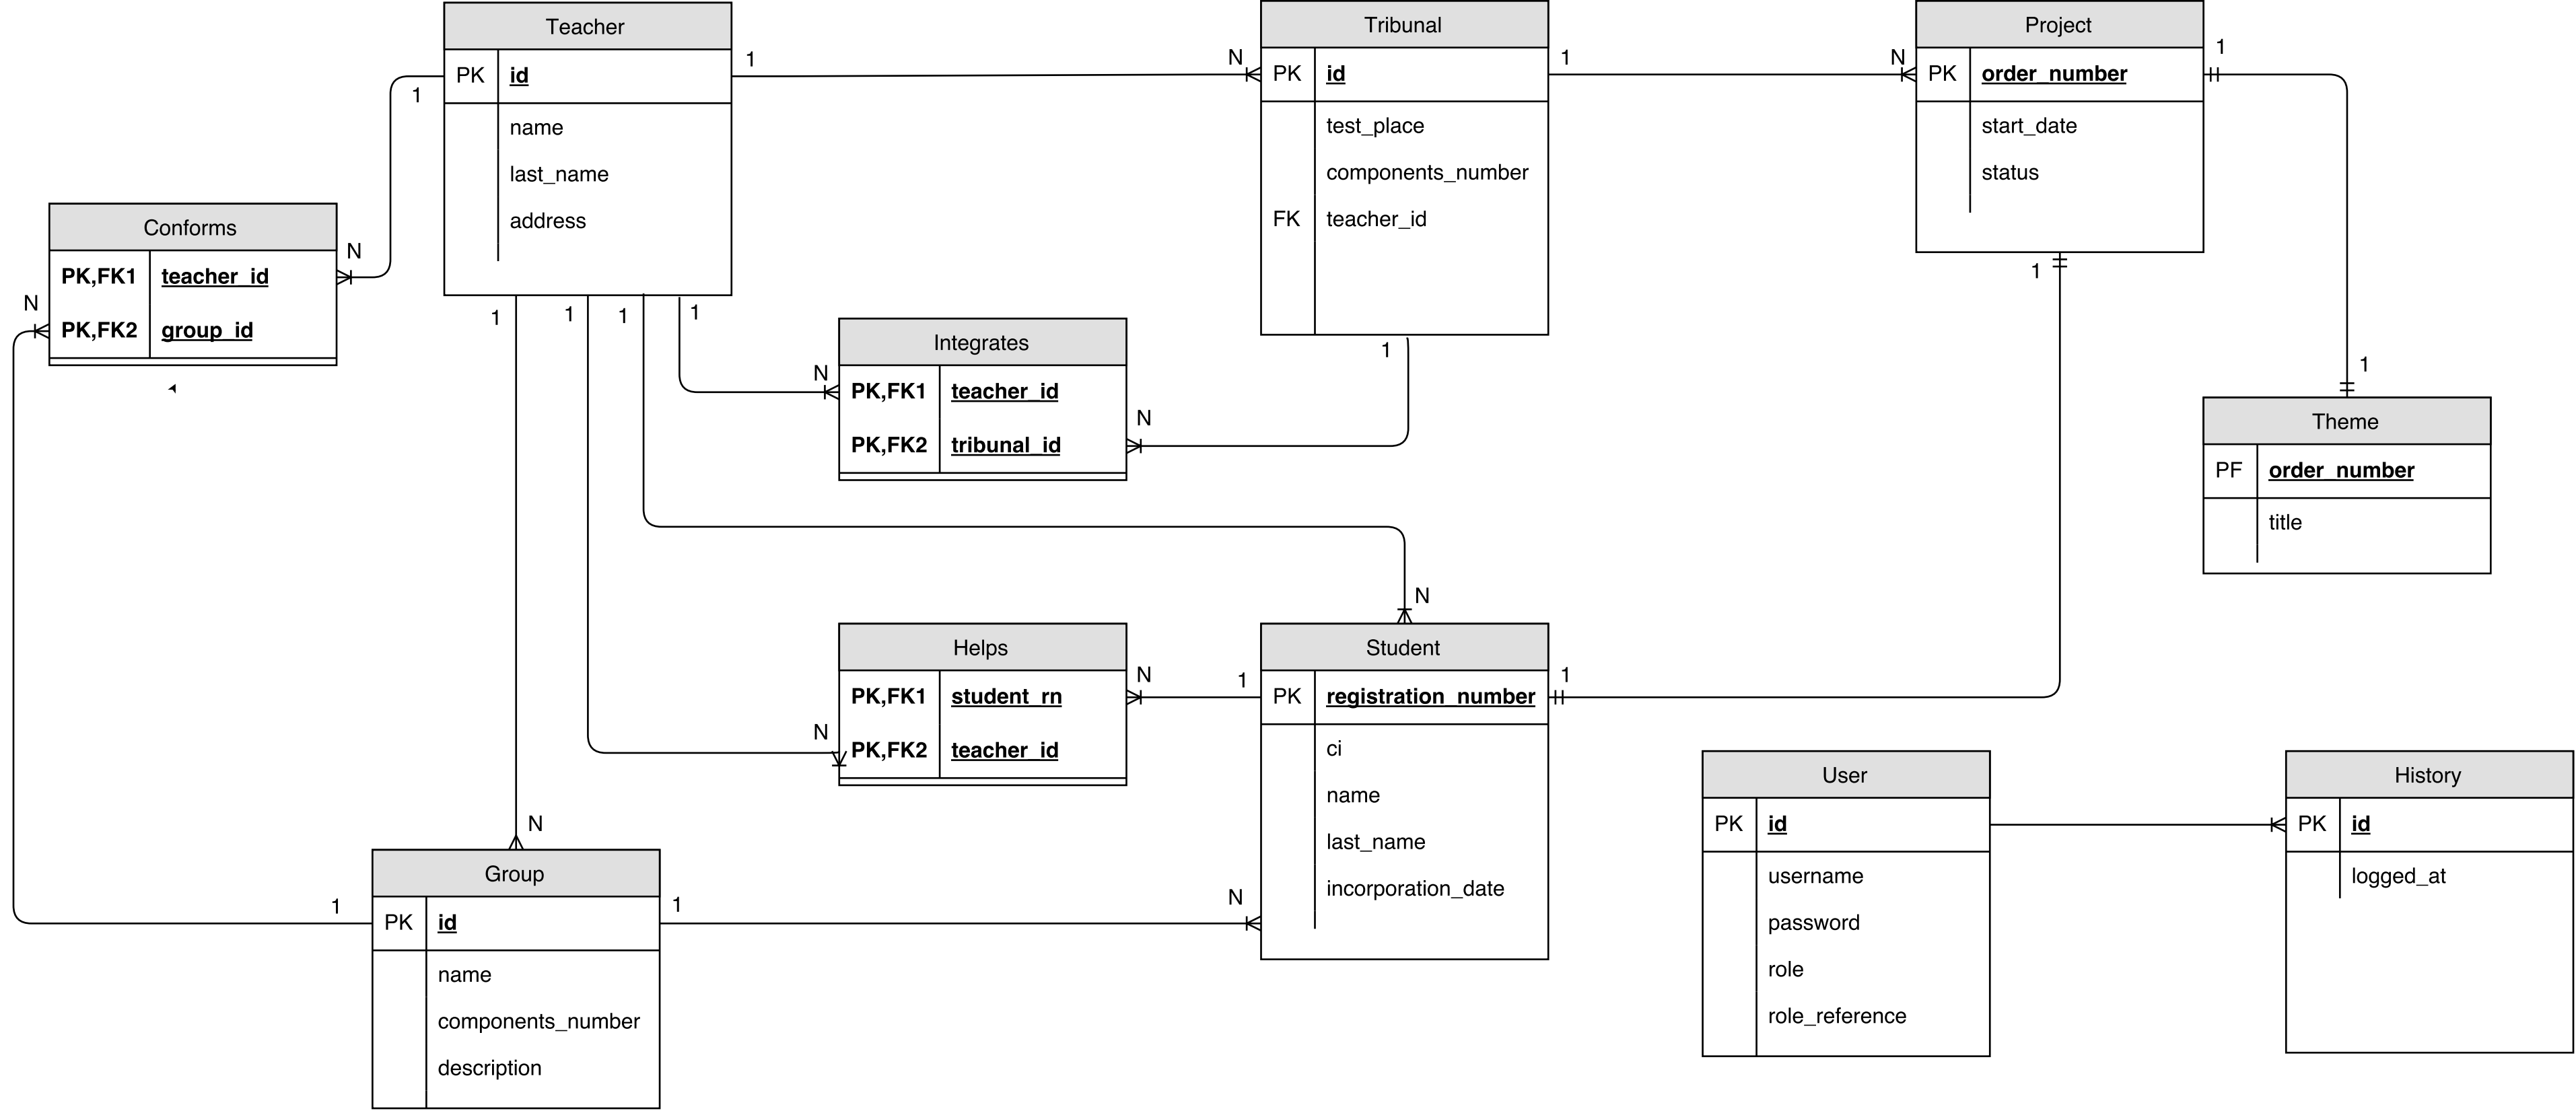 Teacher
PK id
name
last_name
address
1
1
1
1
1
1
N
Tribunal
PK id
test_place
components_number
FK teacher_id
1
1
N
Project
PK order_number
start_date
status
1
1
Conforms
PK,FK1 teacher_id
PK,FK2 group_id
N
N
Integrates
PK,FK1 teacher_id
PK,FK2 tribunal_id
N
N
1
Theme
PF order_number
title
Helps
PK,FK1 student_rn
PK,FK2 teacher_id
N
N
N
1
1
Student
PK registration_number
ci
name
last_name
incorporation_date
N
User
PK id
username
password
role
role_reference
History
PK id
logged_at
N
1
1
Group
PK id
name
components_number
description